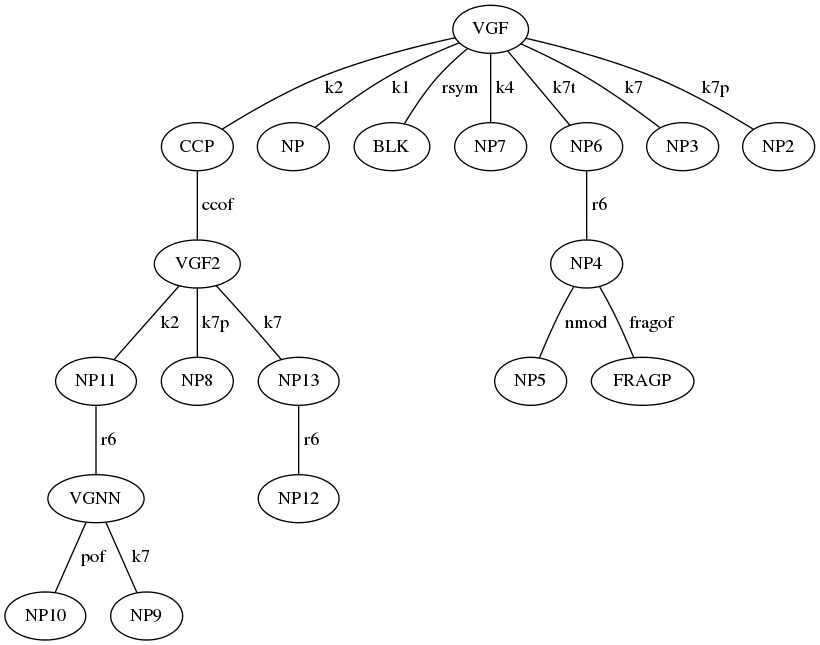 VGF
k2 k1 rsym k4 k7t k7 k7p
CCP NP BLK NP7 NP6 NP3 NP2
ccof r6
VGF2 NP4
k2 k7p k7 nmod fragof
NP11 NP8 NP13 NP5 FRAGP
r6 r6
VGNN NP12
pof k7
NP10 NP9